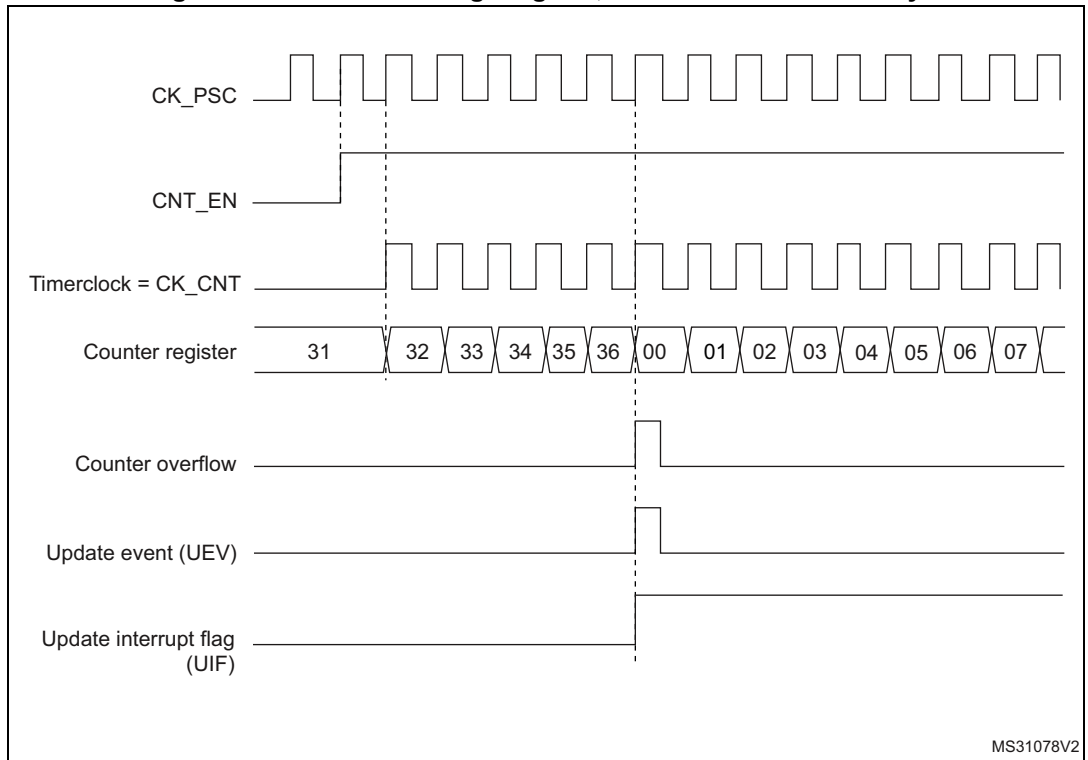 CK_PSC
CNT_EN
Timerclock = CK_CNT
Counter register 31 32 33 34 35 36 00 01 02 03 04 05 06 07
Counter overflow
Update event (UEV)
Update interrupt flag
(UIF)
MS31078V2